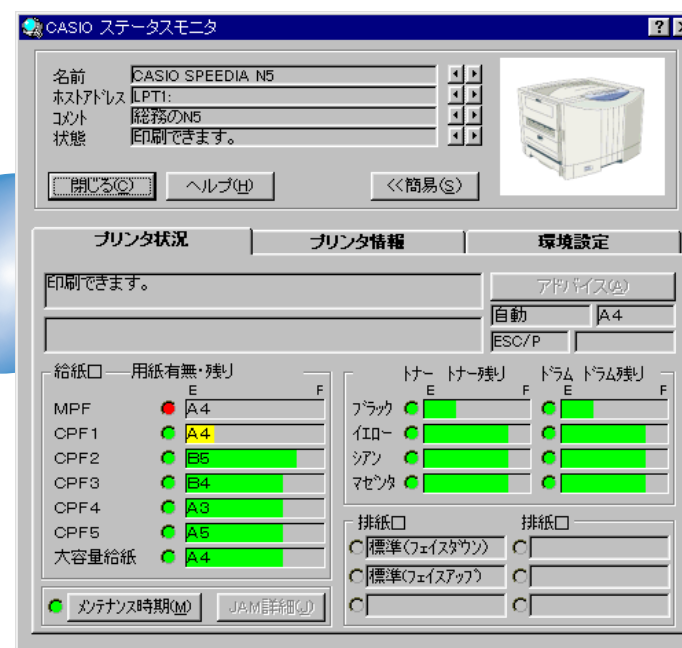 CASIO ステータスモニタ
名前 CASIO SPEEDIA N5
ホストアドレス LPT1:
コメント 総務のN5
状態 印刷できます。
閉じる(C) ヘルプ(H) <<簡易(S)
プリンタ状況 プリンタ情報 環境設定
印刷できます。 アドバイス(A)
自動 A4
ESC/P
給紙口 用紙有無・残り トナー トナー残り ドラム ドラム残り
E F E F E F
MPF A4 ブラック
CPF1 A4 イエロー
CPF2 B5 シアン
CPF3 B4 マゼンタ
CPF4 A3
CPF5 A5 排紙口 排紙口
大容量給紙 A4 標準(フェイスダウン)
標準(フェイスアップ)
メンテナンス時期(M) JAM詳細(J)